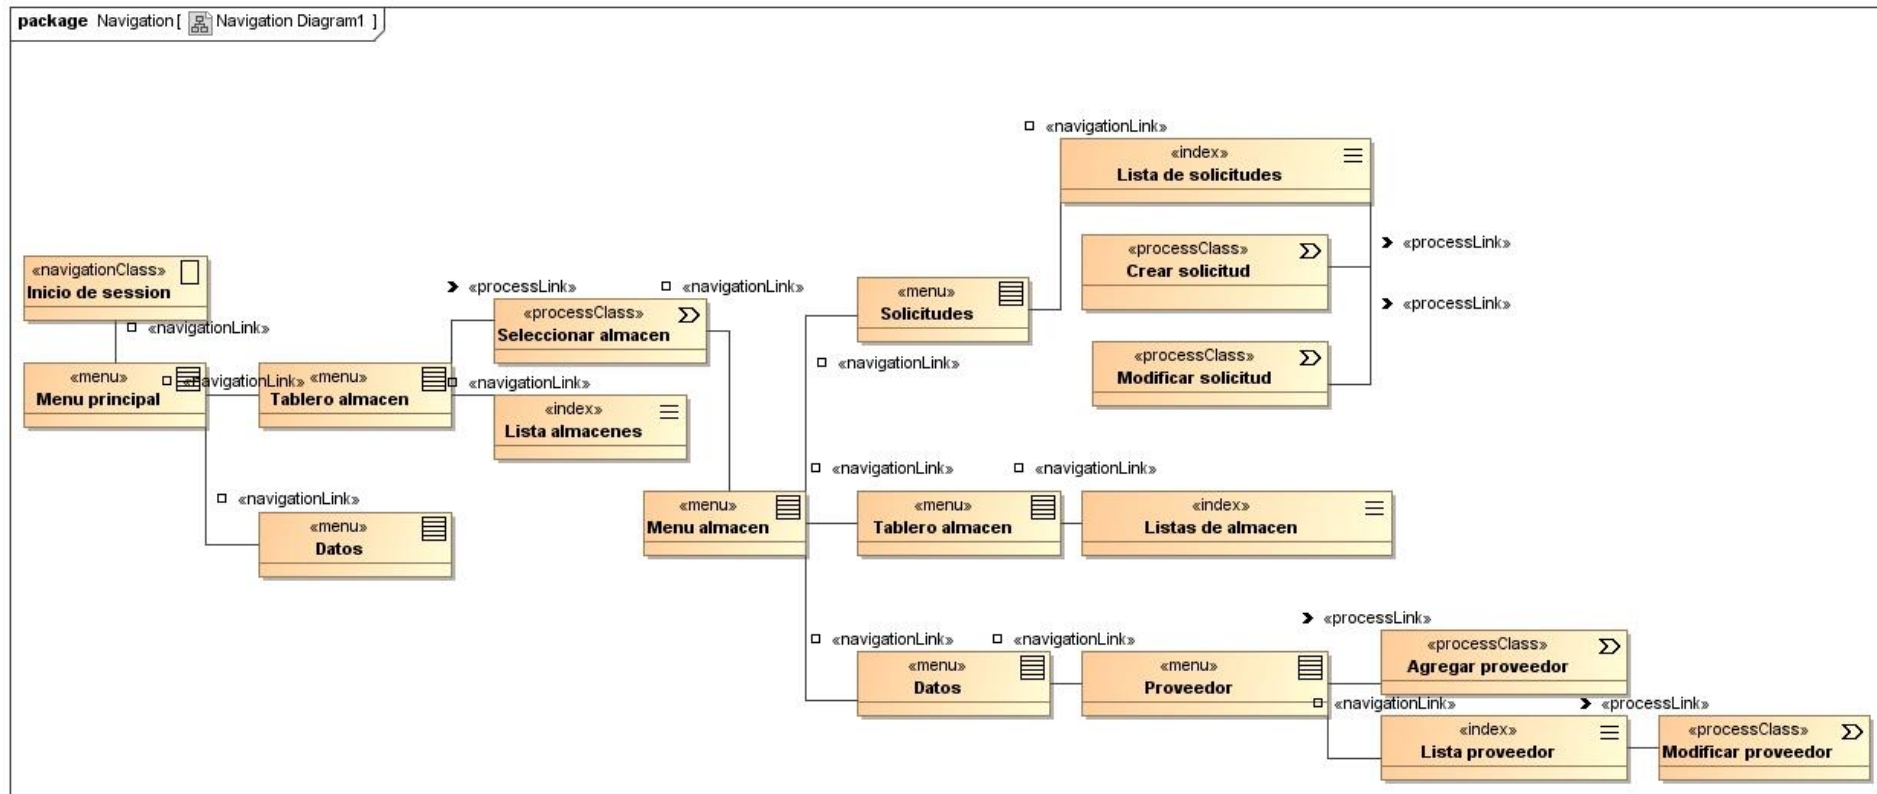 package Navigation [ Navigation Diagram1 ]
«navigationLink»
«index»
Lista de solicitudes
«processLink»
«processClass»
Crear solicitud
«navigationClass»
Inicio de session
«processLink»
«navigationLink»
«menu»
Solicitudes
«processLink»
«processClass»
Seleccionar almacen
«navigationLink»
«processClass»
Modificar solicitud
«navigationLink»
«menu»
Menu principal
«navigationLink»
«menu»
Tablero almacen
«navigationLink»
«index»
Lista almacenes
«navigationLink»
«navigationLink»
«navigationLink»
«menu»
Datos
«menu»
Menu almacen
«menu»
Tablero almacen
«index»
Listas de almacen
«processLink»
«navigationLink»
«navigationLink»
«processClass»
Agregar proveedor
«menu»
Datos
«menu»
Proveedor
«navigationLink»
«processLink»
«index»
Lista proveedor
«processClass»
Modificar proveedor